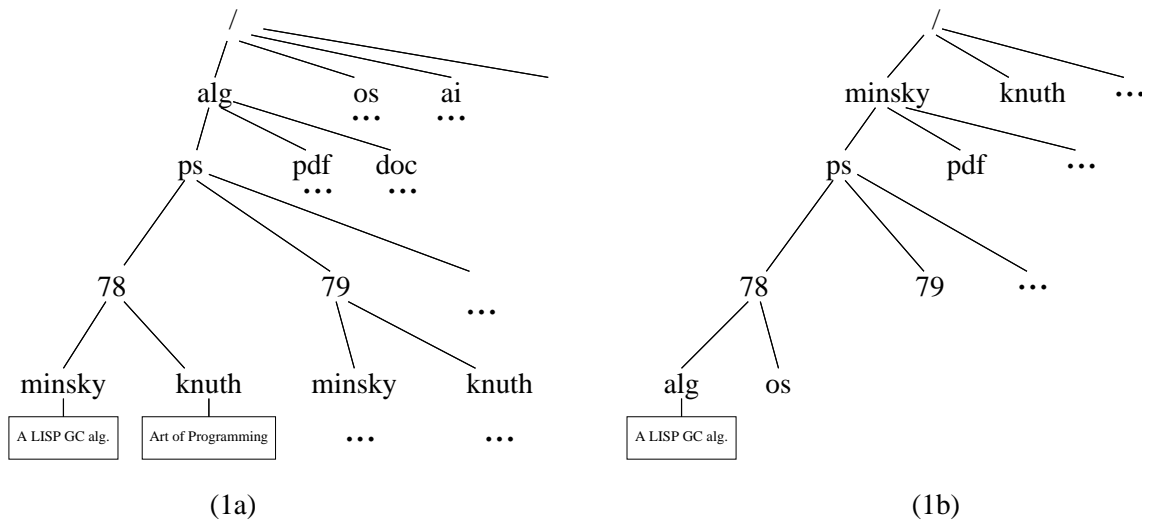 / /
alg os ai minsky knuth ...
... ...
ps pdf doc ps pdf ...
... ...
78 79 ... 78 79 ...
minsky knuth minsky knuth alg os
A LISP GC alg. Art of Programming ... ... A LISP GC alg.
(1a) (1b)